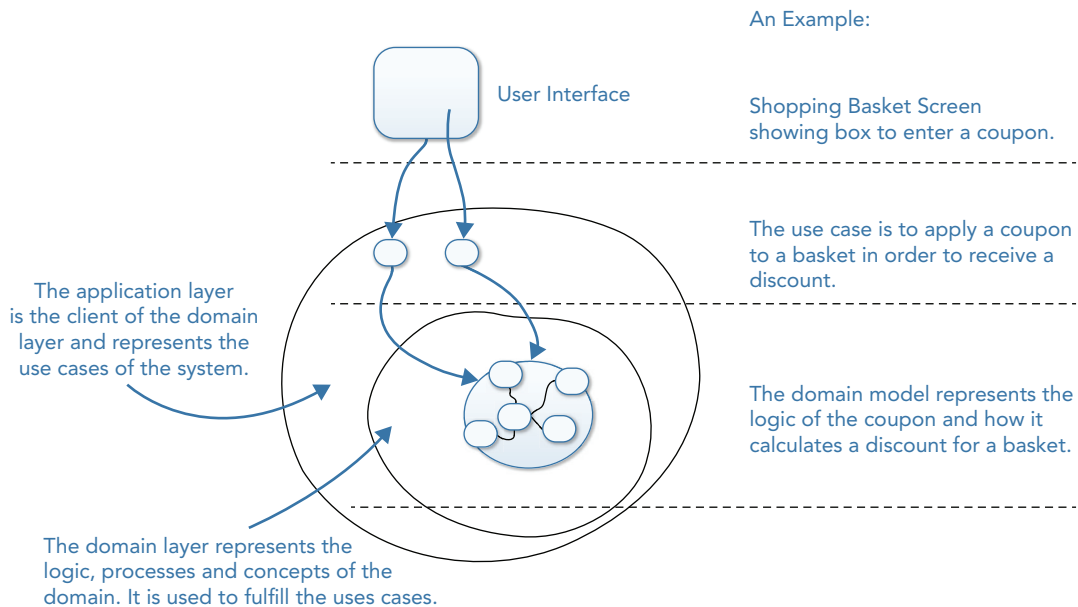 An Example:
User Interface
Shopping Basket Screen
showing box to enter a coupon.
The use case is to apply a coupon
to a basket in order to receive a
discount.
The application layer
is the client of the domain
layer and represents the
use cases of the system.
The domain model represents the
logic of the coupon and how it
calculates a discount for a basket.
The domain layer represents the
logic, processes and concepts of the
domain. It is used to fulfill the uses cases.